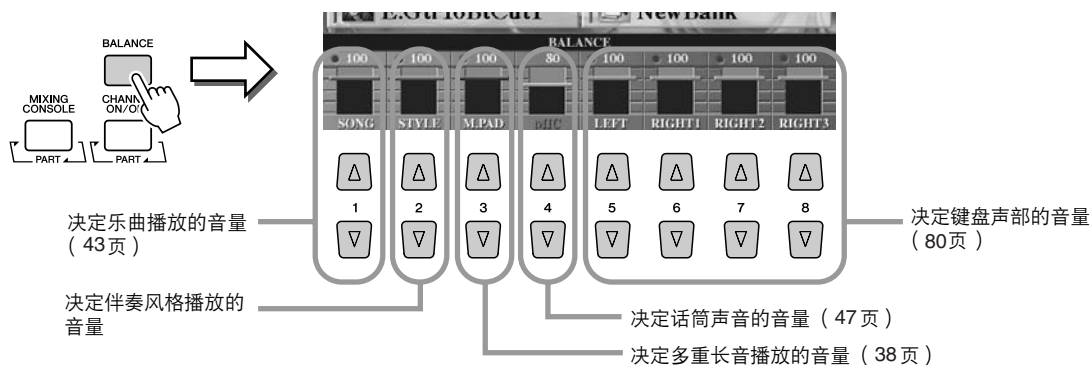 E.GtHoBtCut1 NewBank
BALANCE
BALANCE
100 100 100 80 100 100 100 100
SONG STYLE M.PAD MIC LEFT RIGHT1 RIGHT2 RIGHT3
MIXING
CONSOLE
CHANN
ON/O
PART
PART
1 2 3 4 5 6 7 8
决定乐曲播放的音量
（ 43页 ）
决定键盘声部的音量
（ 80页 ）
决定伴奏风格播放的
音量
决定话筒声音的音量 （ 47页 ）
决定多重长音播放的音量（ 38页 ）